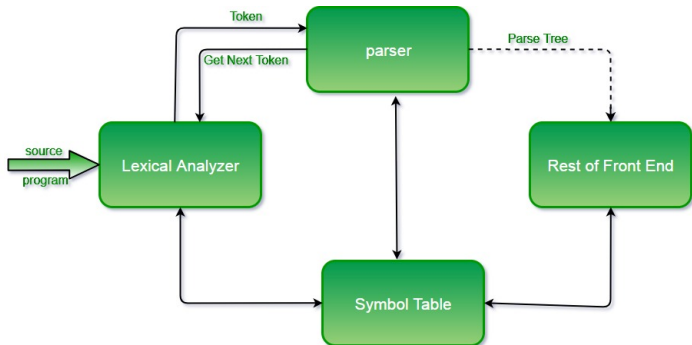 Token
parser
Get Next Token
Parse Tree
source
program
Lexical Analyzer
Rest of Front End
Symbol Table